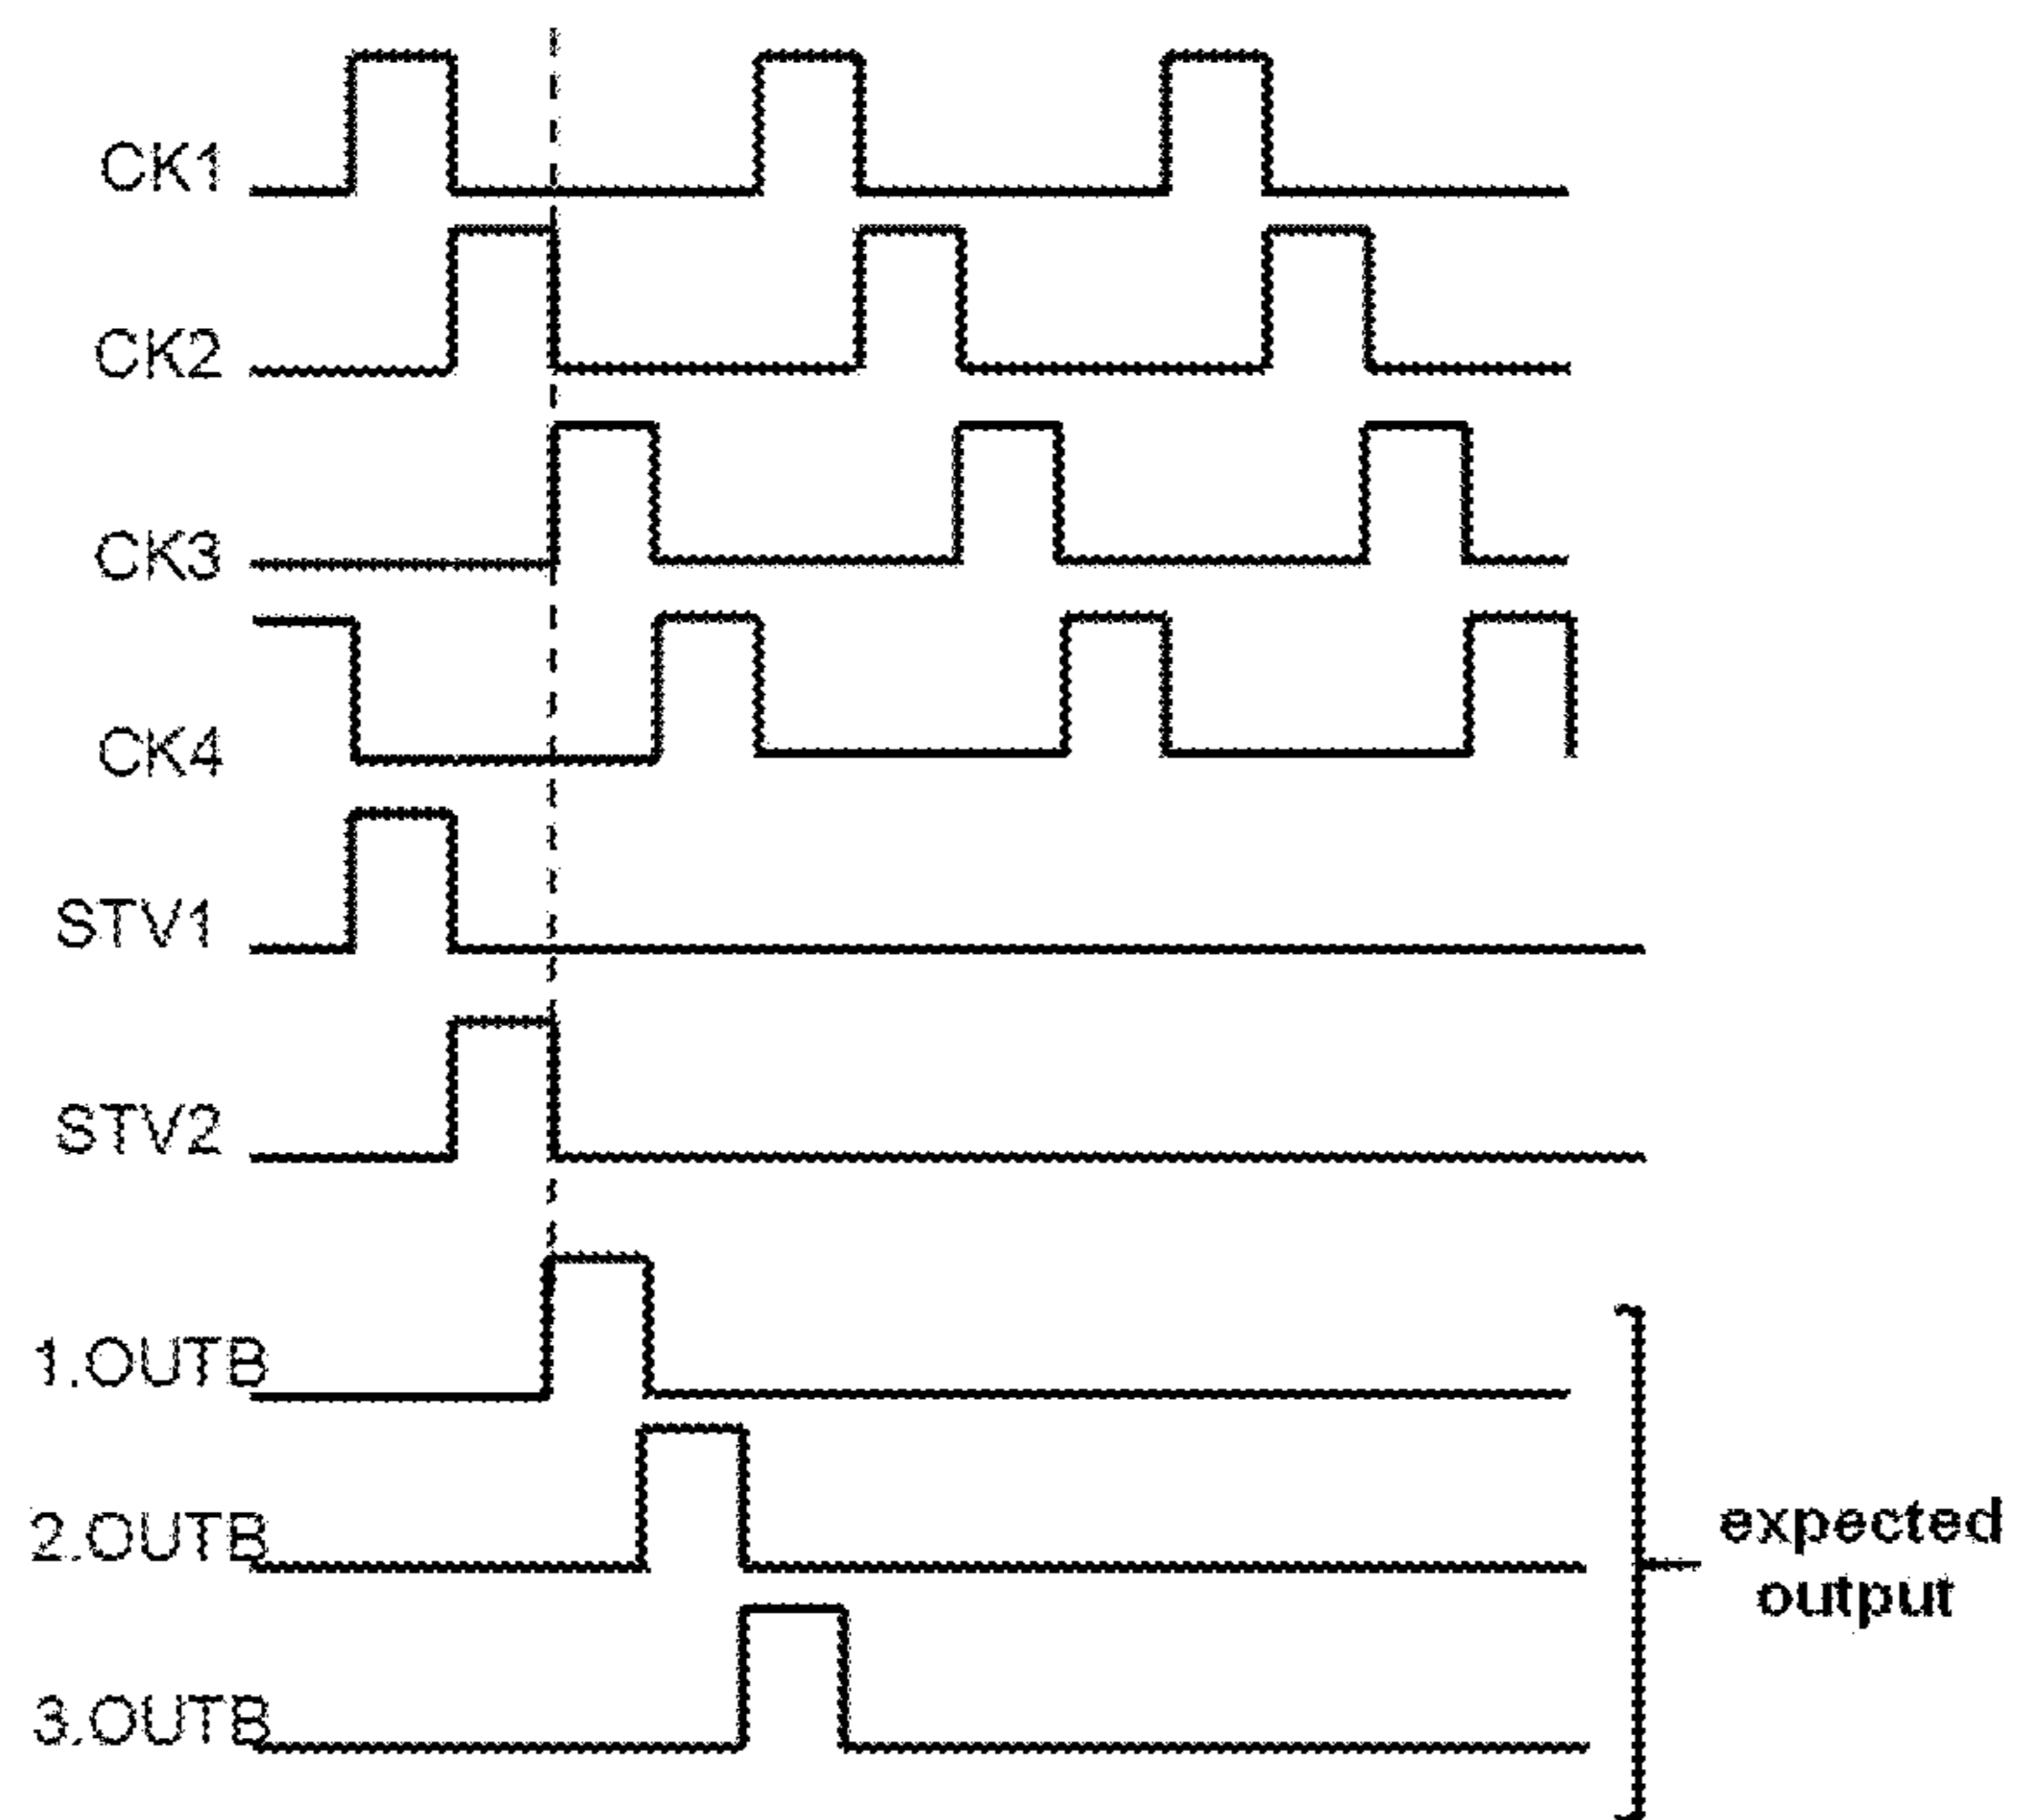 CK1
CK2
CK3
CK4
STV1
STV2
1.OUTB
2.OUTB
3.OUTB
expected
output